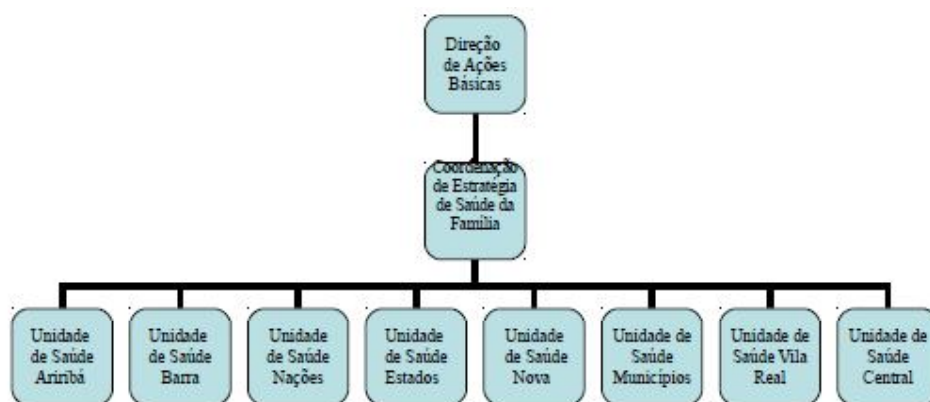 Direção
de Ações
Básicas
Coordenação
de Estratégia
de Saúde da
Família
Unidade
de Saúde
Ariribá
Unidade
de Saúde
Barra
Unidade
de Saúde
Nações
Unidade
de Saúde
Estados
Unidade
de Saúde
Nova
Unidade de
Saúde
Municípios
Unidade de
Saúde Vila
Real
Unidade de
Saúde
Central